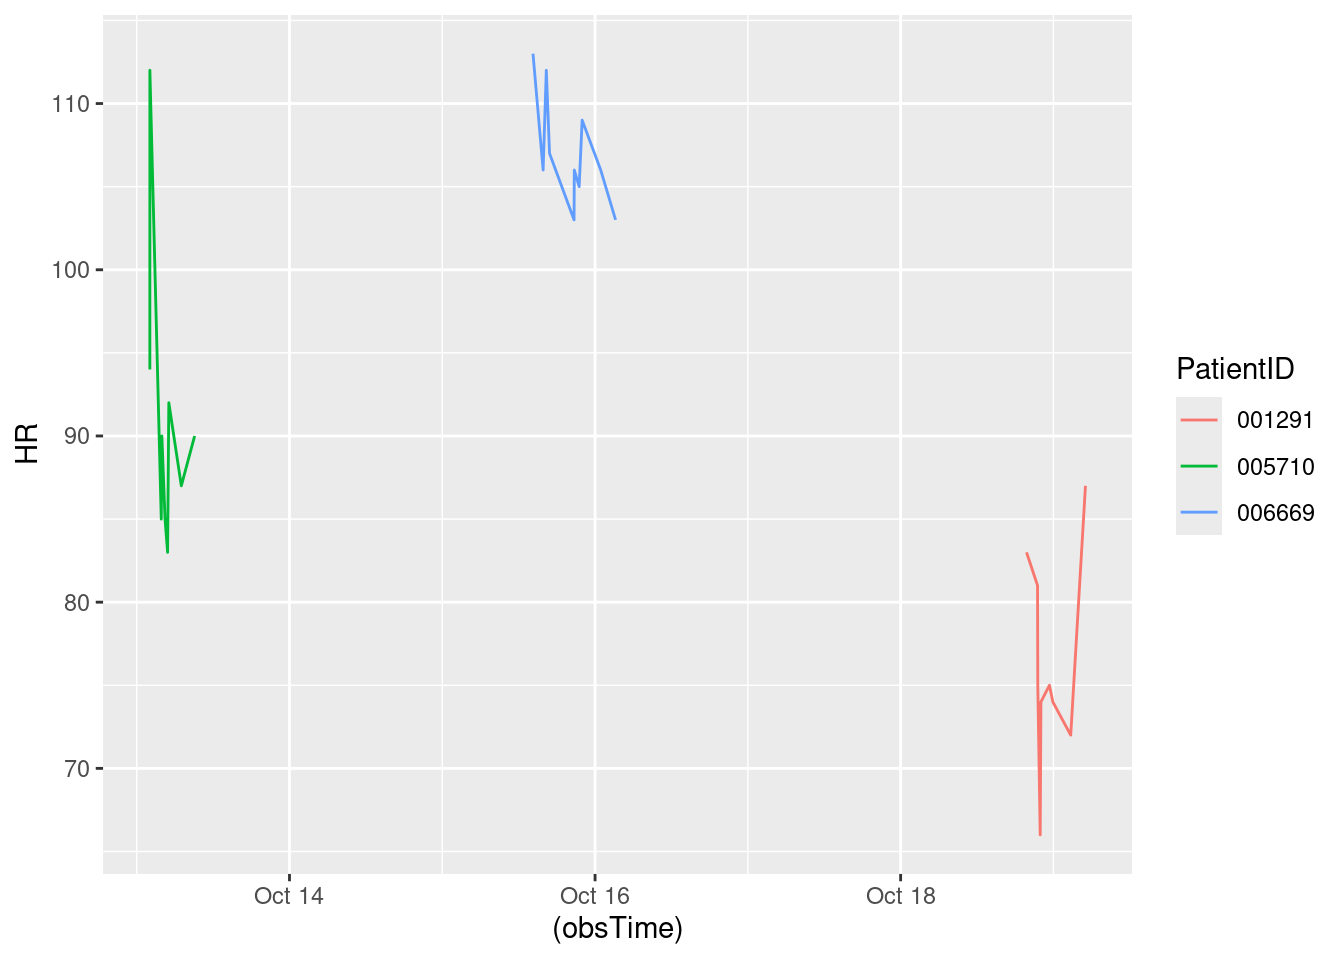 110
100
90
80
70
HR
Oct 14
Oct 16
Oct 18
(obsTime)
PatientID
001291
005710
006669